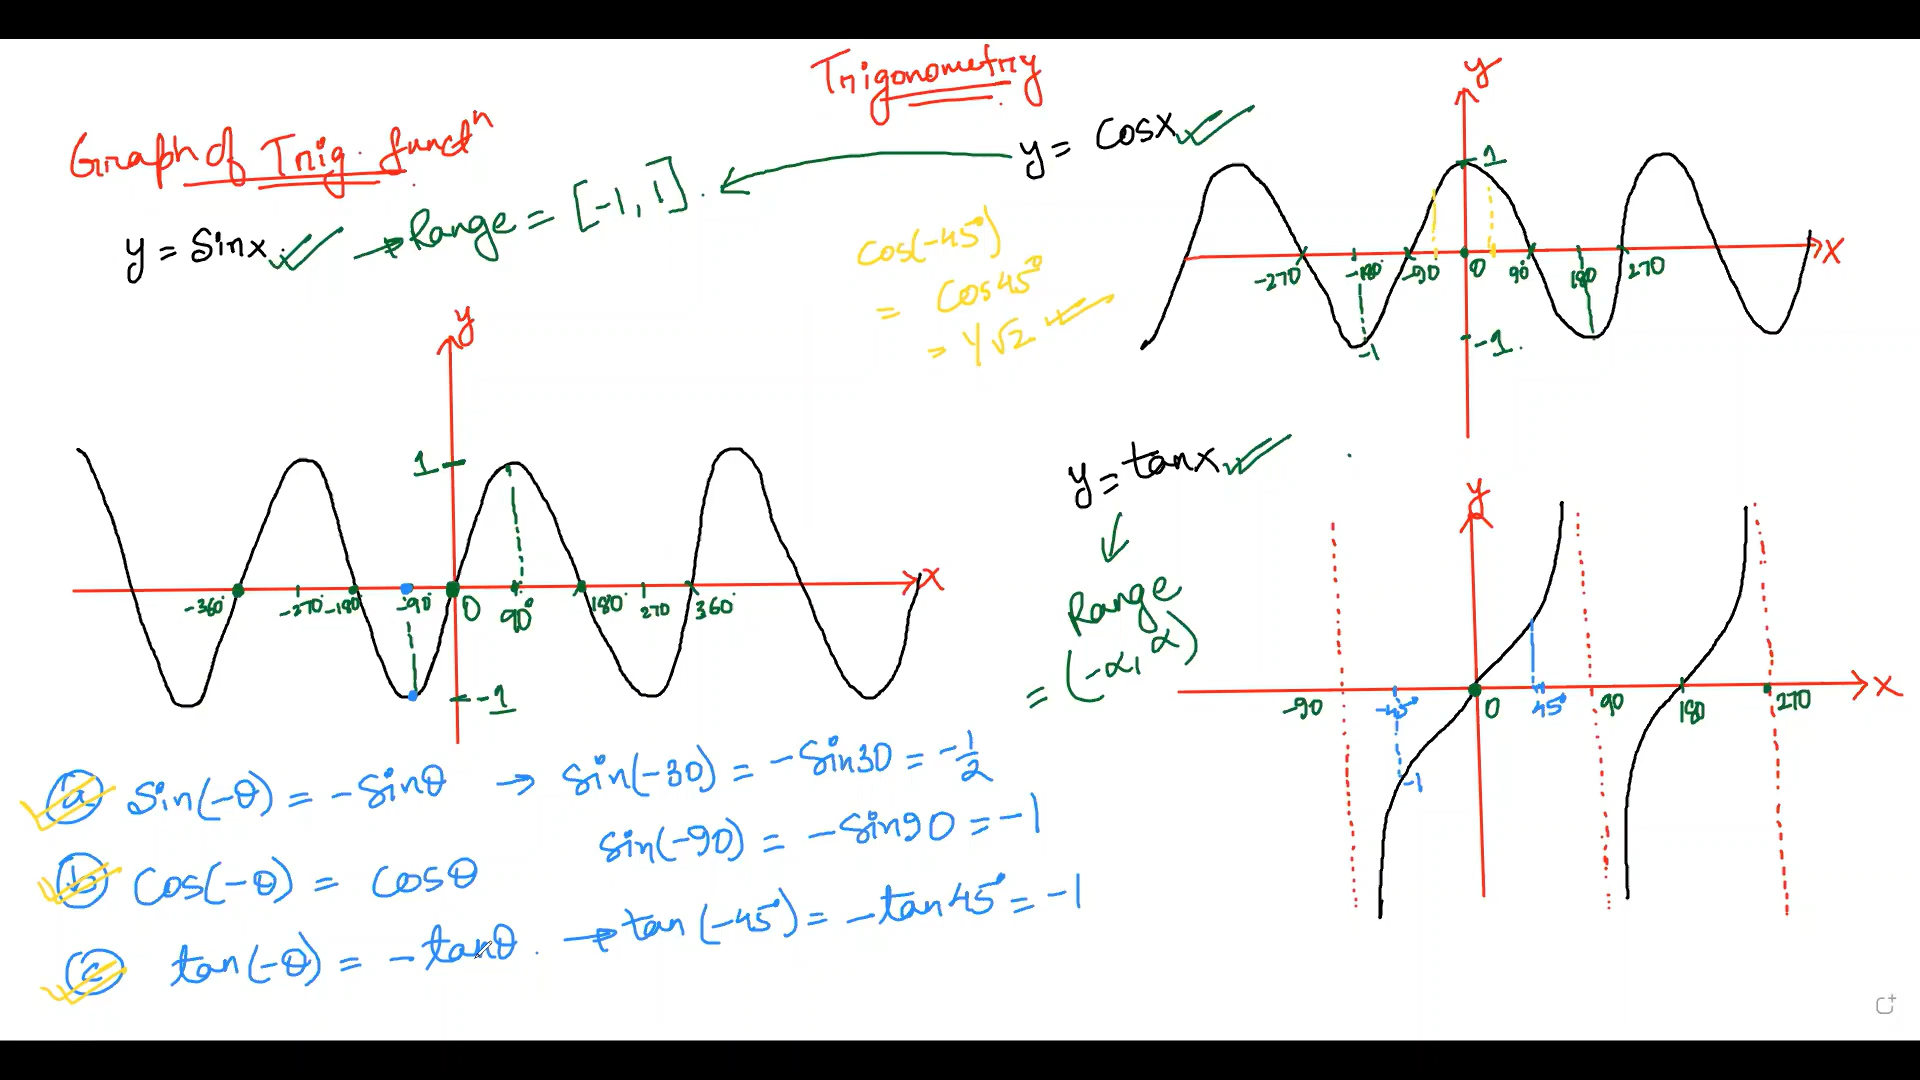 Trigonometry
Graph of Trig. functⁿ
y = Sinx → Range = [-1, 1].
y = Cosx
Cos(-45°)
= Cos45°
= 1/√2
y
1
-270 -180 -90 0 90° 180 270 X
-1
-1.
y
1
-360° -270° -180 -90° 0 90° 180° 270 360° X
-1
y = tanx
Range
= (-α, α)
y
-90 -45° 0 45° 90 180 270 X
-1
(a) Sin(-θ) = -Sinθ → Sin(-30) = -Sin30 = -1/2
Sin(-90) = -Sin90 = -1
(b) Cos(-θ) = Cosθ
(c) tan(-θ) = -tanθ. → tan(-45°) = -tan45° = -1